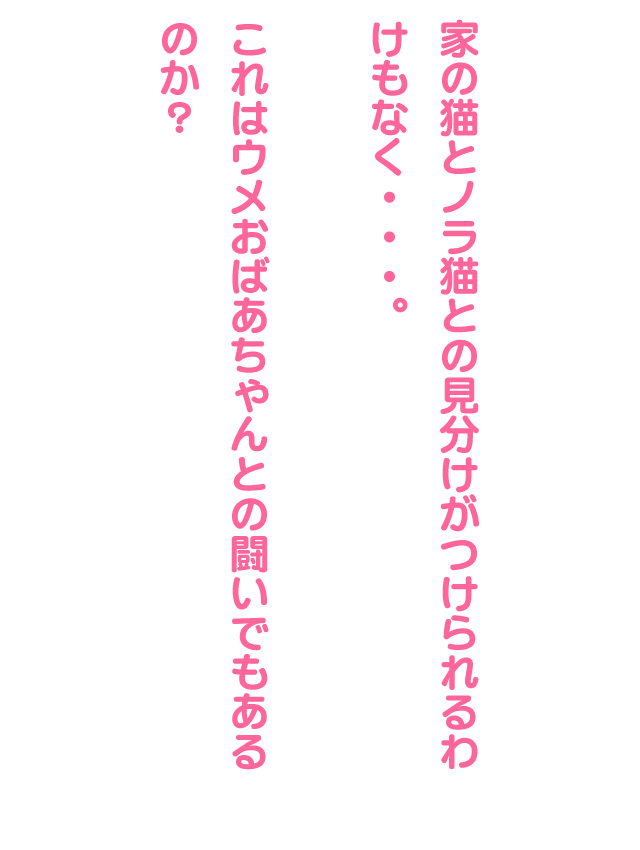 家の猫とノラ猫との見分けがつけられるわ
けもなく・・・。
これはウメおばあちゃんとの闘いでもある
のか？